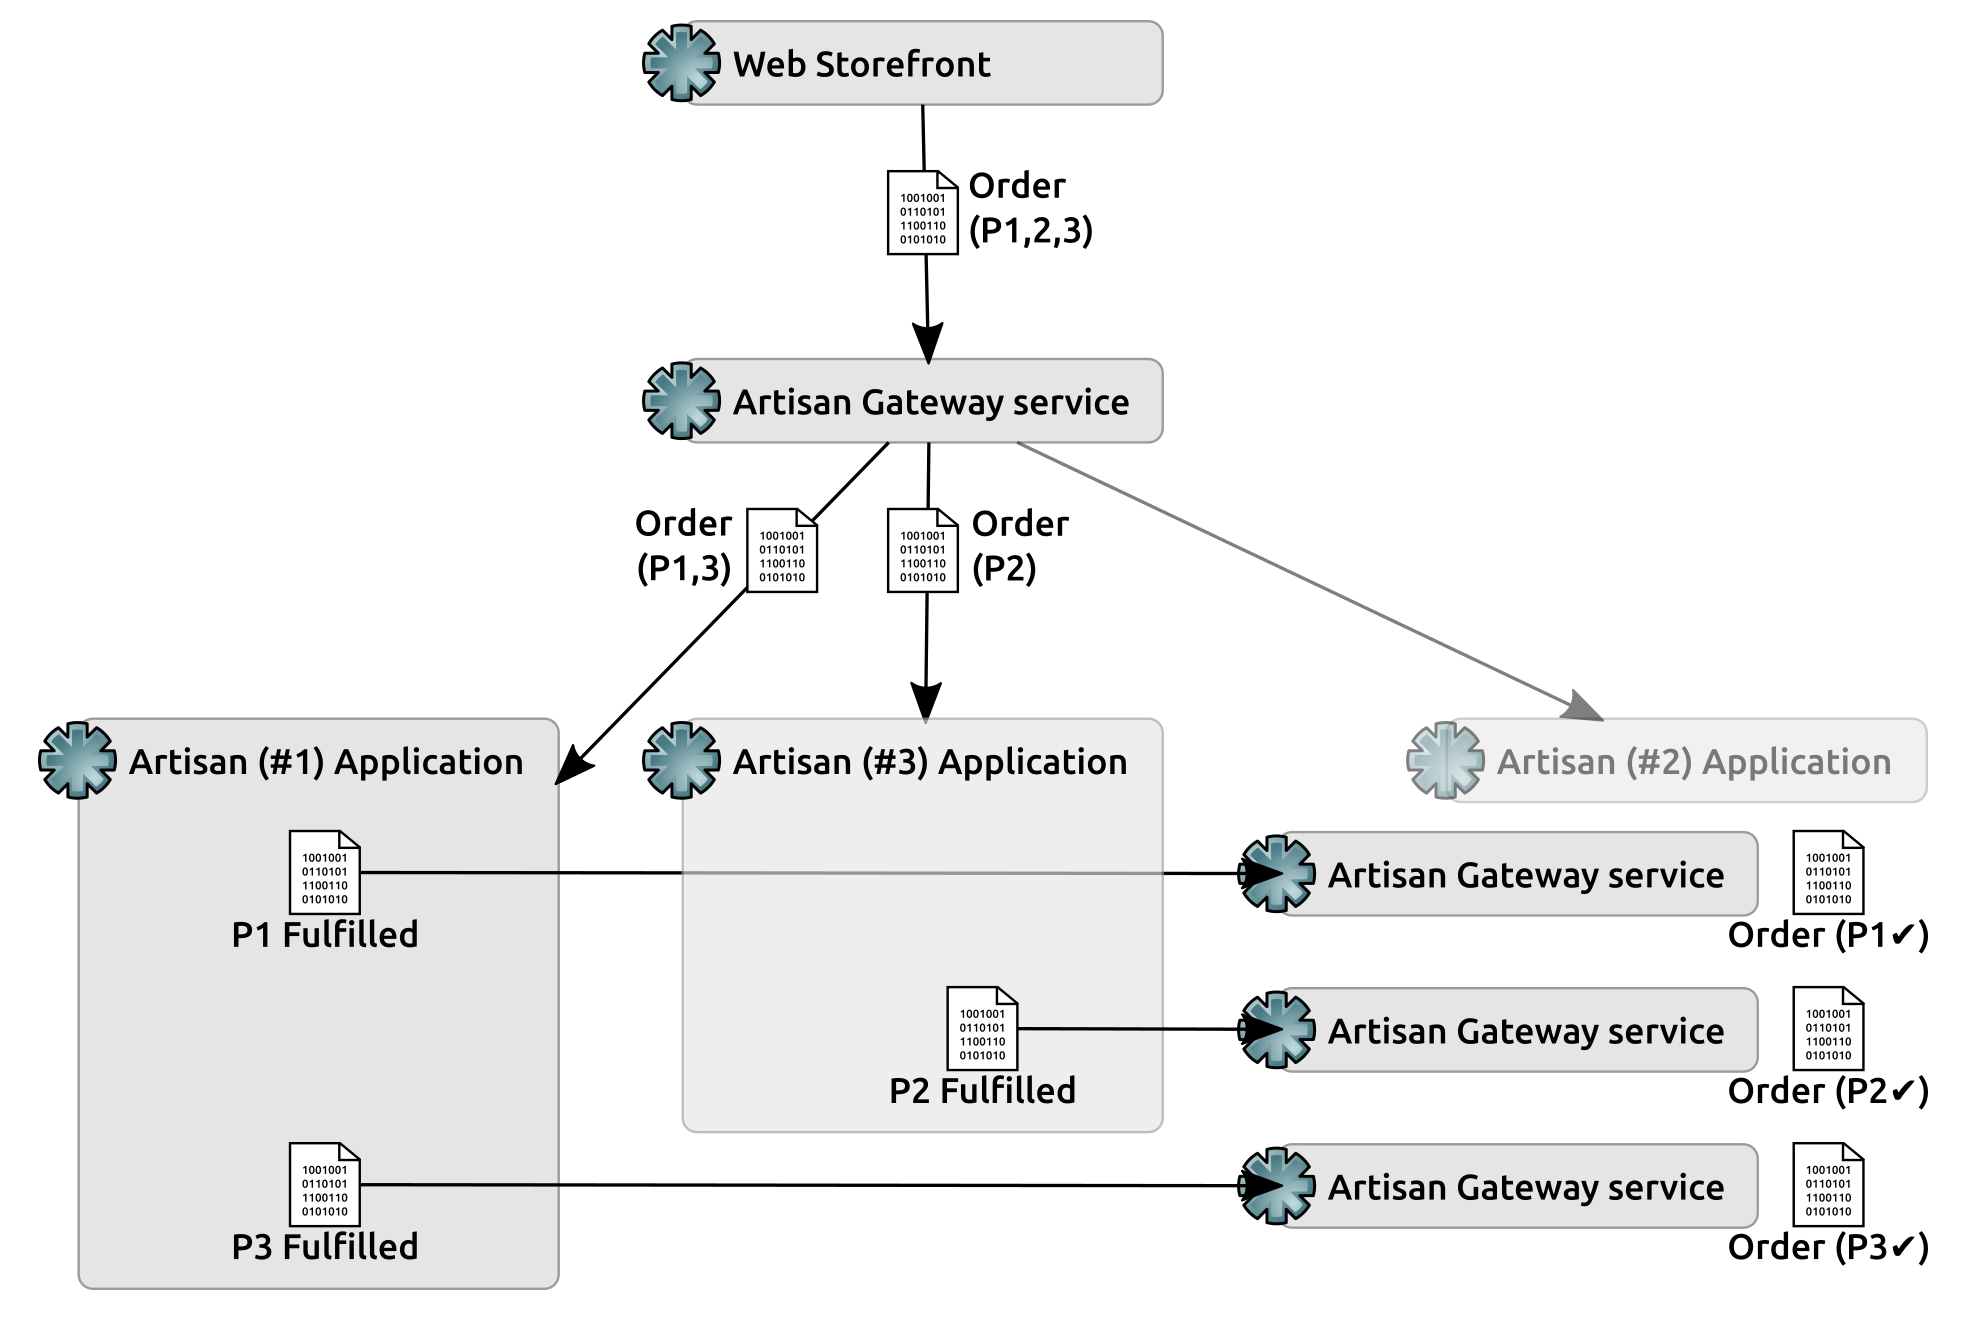 Web Storefront
1001001
0110101
1100110
0101010
Order
(P1,2,3)
Artisan Gateway service
Order
(P1,3)
1001001
0110101
1100110
0101010
1001001
0110101
1100110
0101010
Order
(P2)
Artisan (#1) Application
Artisan (#3) Application
Artisan (#2) Application
1001001
0110101
1100110
0101010
P1 Fulfilled
Artisan Gateway service
1001001
0110101
1100110
0101010
Order (P1✔)
1001001
0110101
1100110
0101010
P2 Fulfilled
Artisan Gateway service
1001001
0110101
1100110
0101010
Order (P2✔)
1001001
0110101
1100110
0101010
P3 Fulfilled
Artisan Gateway service
1001001
0110101
1100110
0101010
Order (P3✔)